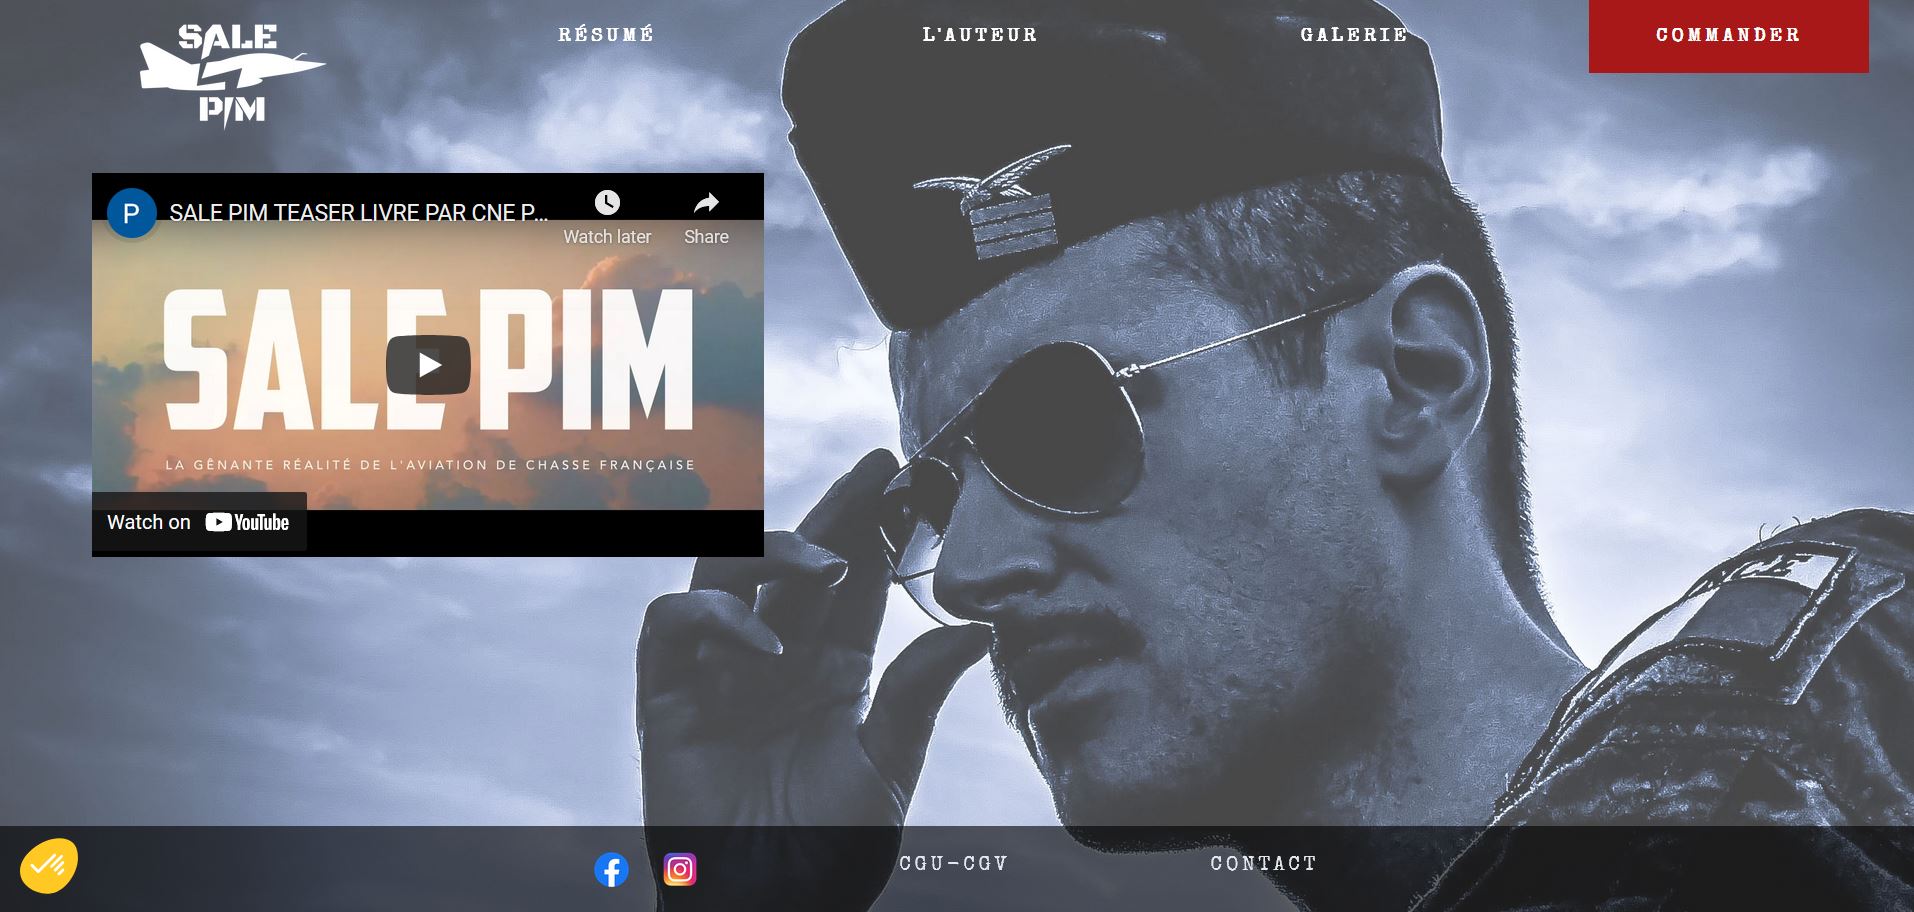 SALE
PIM
RÉSUMÉ
L'AUTEUR
GALERIE
COMMANDER
P
SALE PIM TEASER LIVRE PAR CNE P...
Watch later
Share
SALE PIM
LA GÊNANTE RÉALITÉ DE L'AVIATION DE CHASSE FRANÇAISE
Watch on YouTube
CGU-CGV
CONTACT